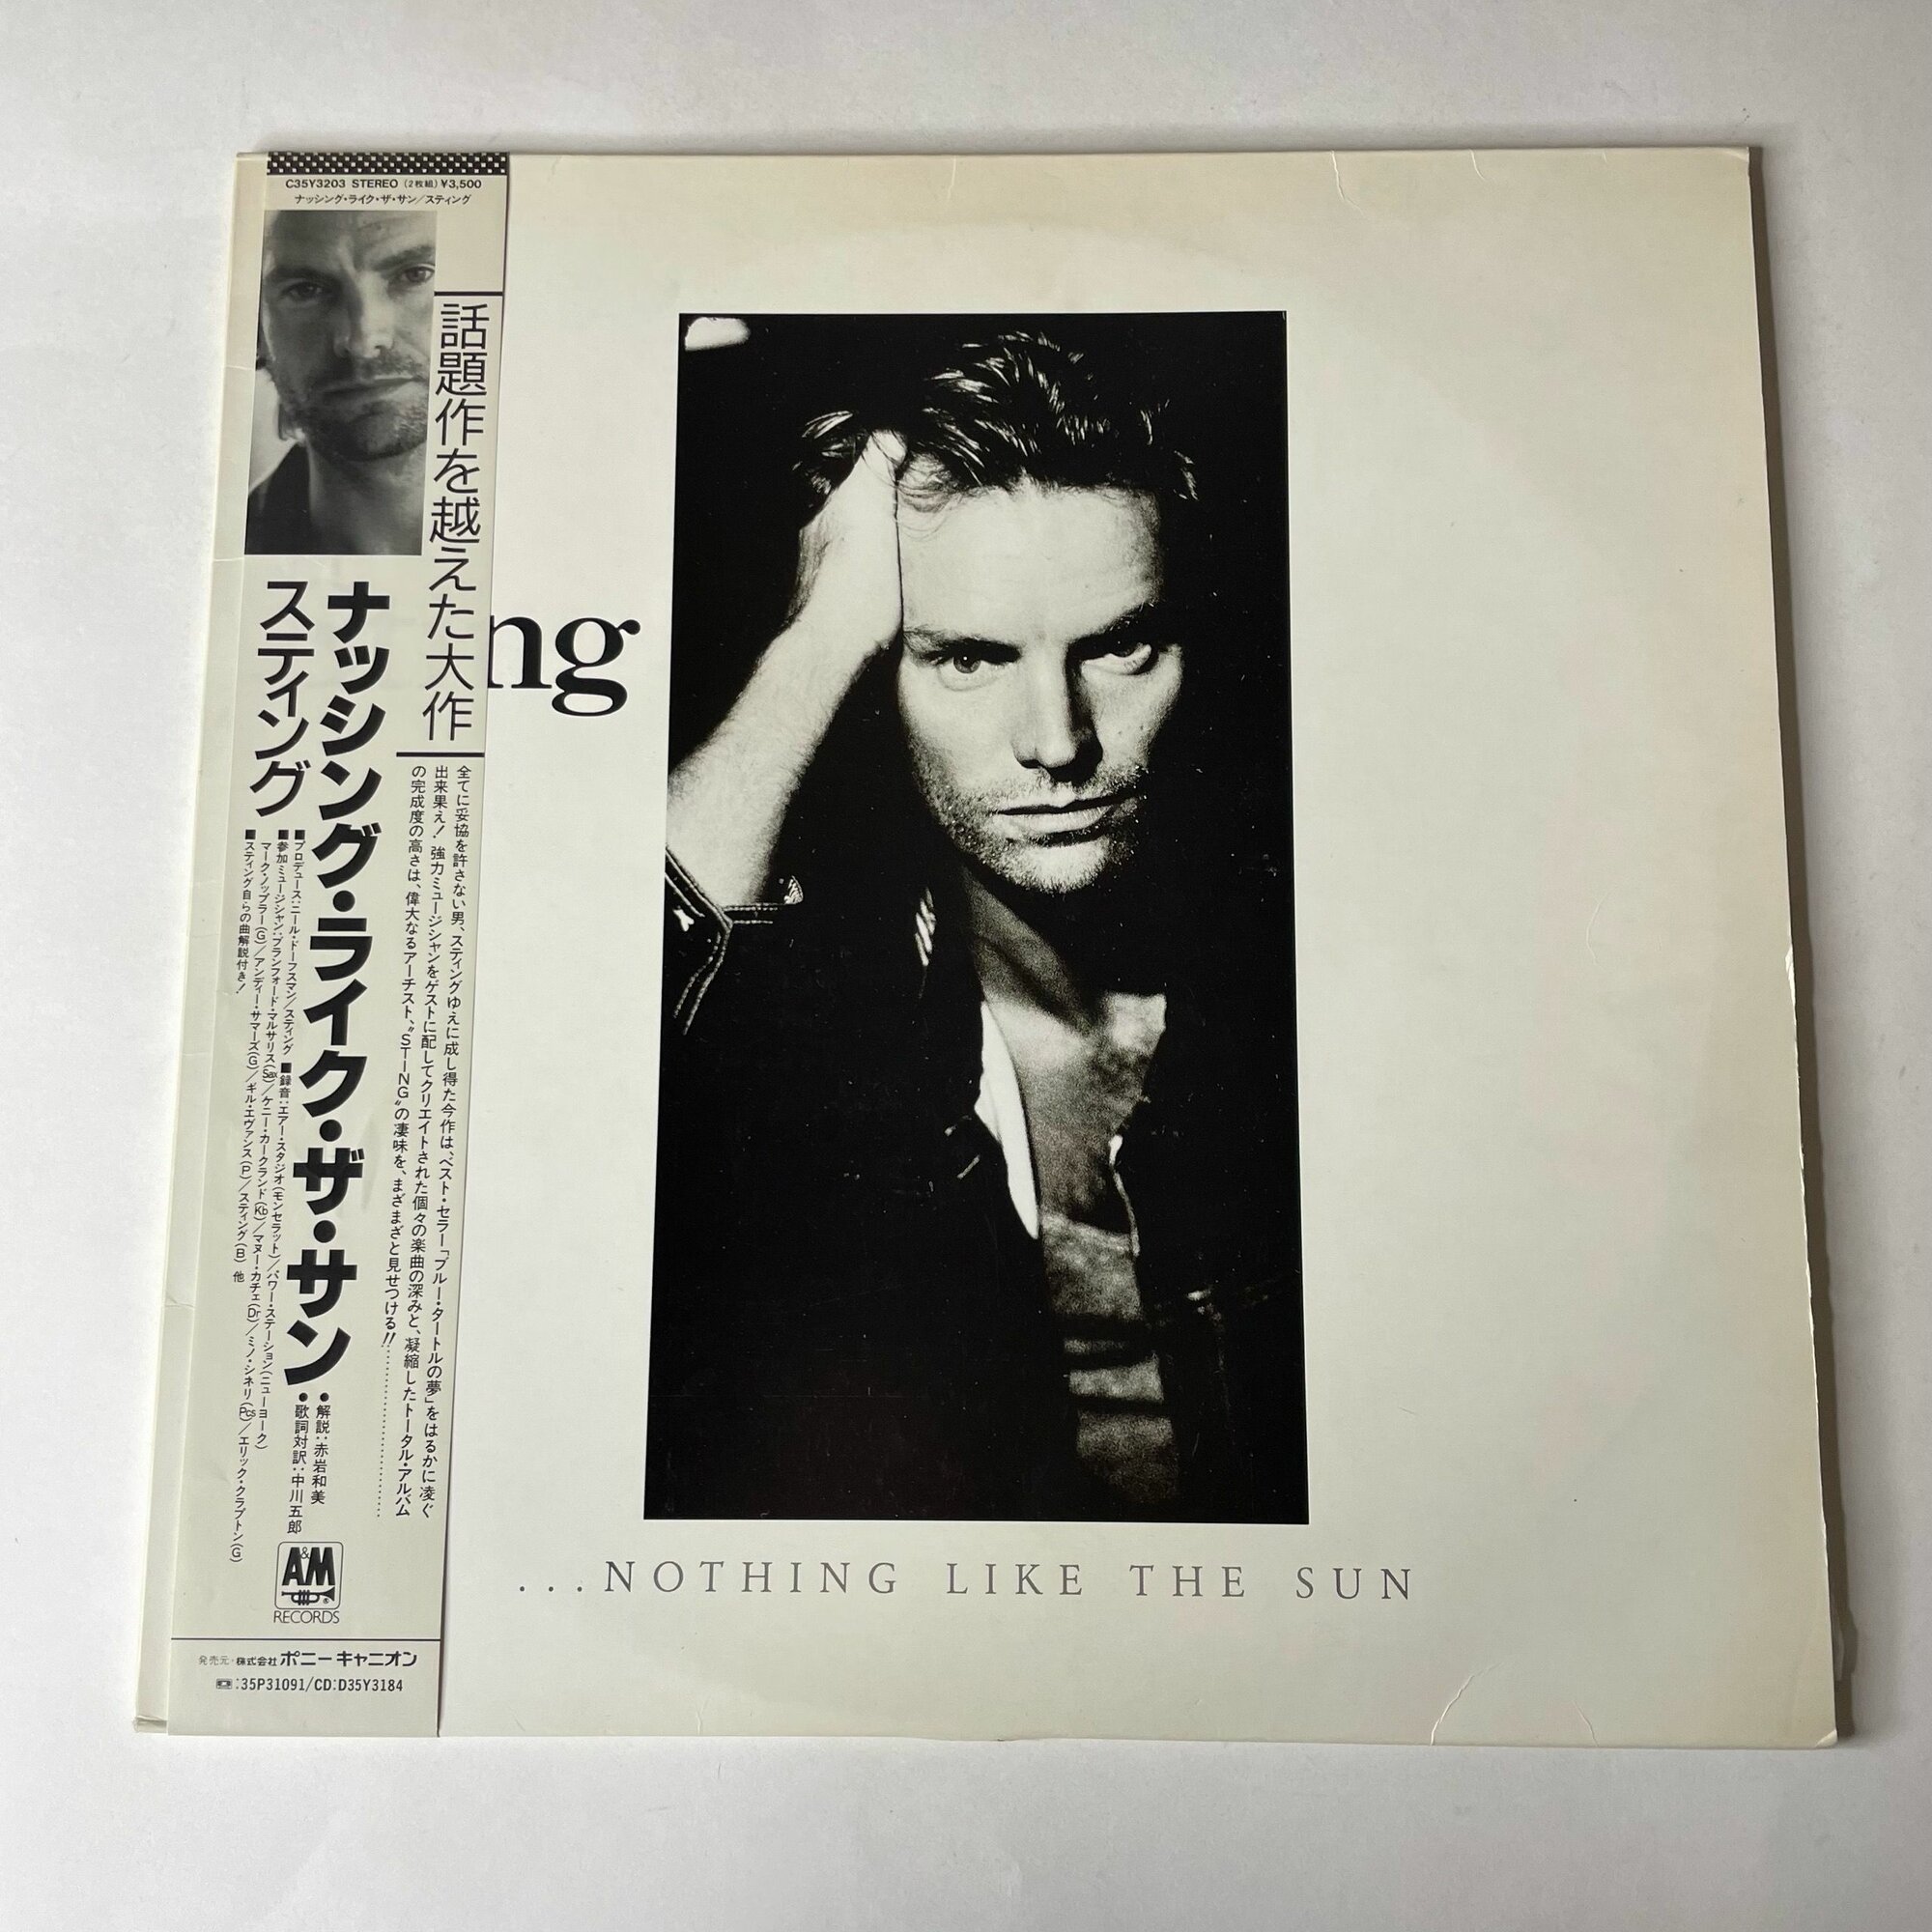 C35Y3203 STEREO (2枚組) ¥3,500
ナッシング・ライク・ザ・サン/スティング
話題作を越えた大作
全てに妥協を許さない男、スティングゆえに成し得た今作は、ベスト・セラー「ブルー・タートルの夢」をはるかに凌ぐ
出来果え! 強力ミュージシャンをゲストに配してクリエイトされた個々の楽曲の深みと、凝縮したトータル・アルバム
の完成度の高さは、偉大なるアーチスト、"STING"の凄味を、まざまざと見せつける!!……………
ナッシング・ライク・ザ・サン
スティング
:解説:赤岩和美
:歌詞対訳:中川五郎
■プロデュース:ニール・ドーフスマン/スティング ■録音:エアー・スタジオ(モンセラット)/パワー・ステーション(ニューヨーク)
■参加ミュージシャン:ブランフォード・マルサリス(Sax)/ケニー・カークランド(Kb)/マヌー・カチェ(Dr)/ミノ・シネリ(Pcs)/エリック・クラプトン(G)
マーク・ノップラー(G)/アンディー・サマーズ(G)/ギル・エヴァンス(P)/スティング(B) 他
■スティング自らの曲解説付き!
A&M
RECORDS
発売元・株式会社ポニーキャニオン
:35P31091/CD:D35Y3184
ng
...NOTHING LIKE THE SUN